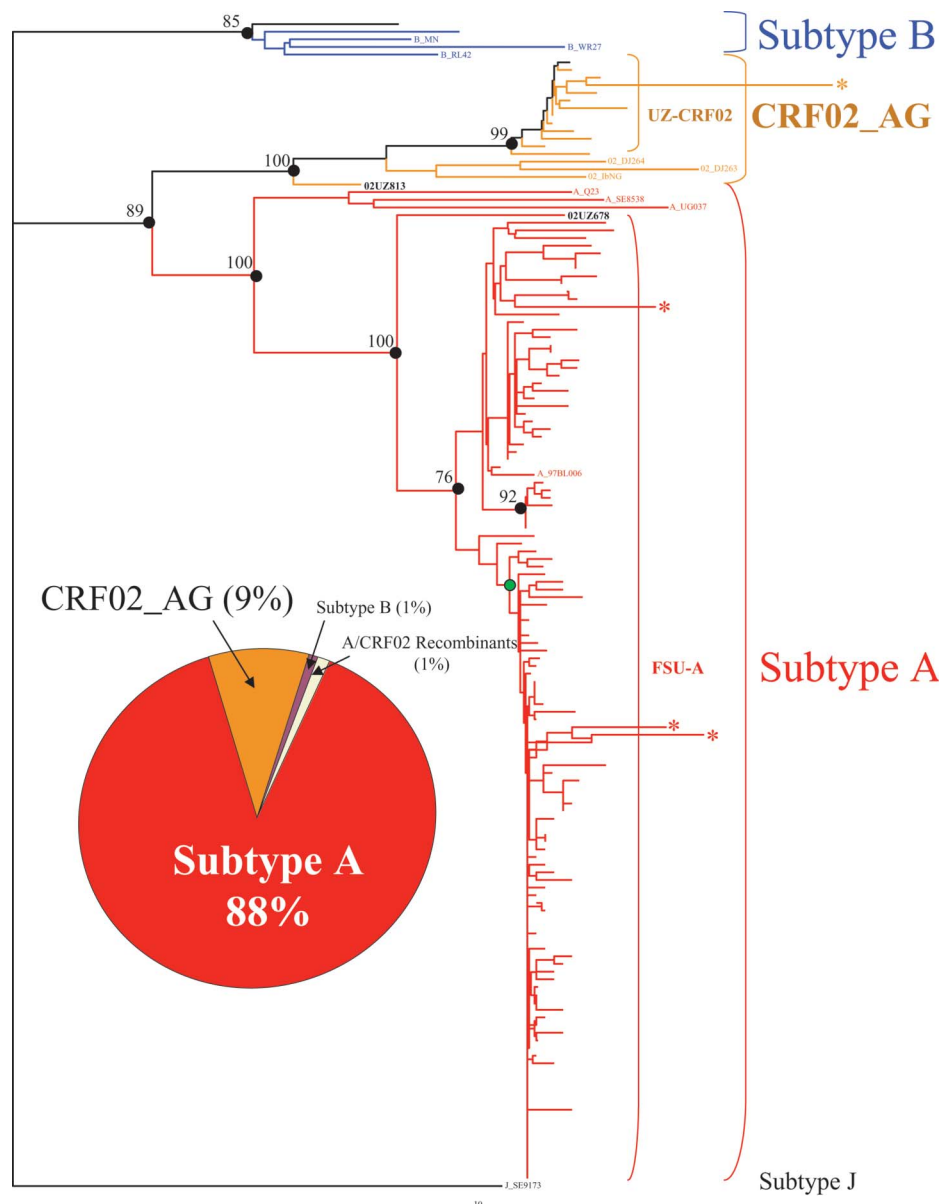 85
Subtype B
B_MN
B_WR27
B_RL42
*
UZ-CRF02
CRF02_AG
99
02_DJ264
100
02_DJ263
02_IbNG
02UZ813
A_Q23
A_SE8538
89
A_UG037
02UZ678
100
*
100
A_97BL006
76
92
CRF02_AG (9%)
Subtype B (1%)
A/CRF02 Recombinants
(1%)
FSU-A
Subtype A
*
*
Subtype A
88%
J_SE9173
Subtype J
10